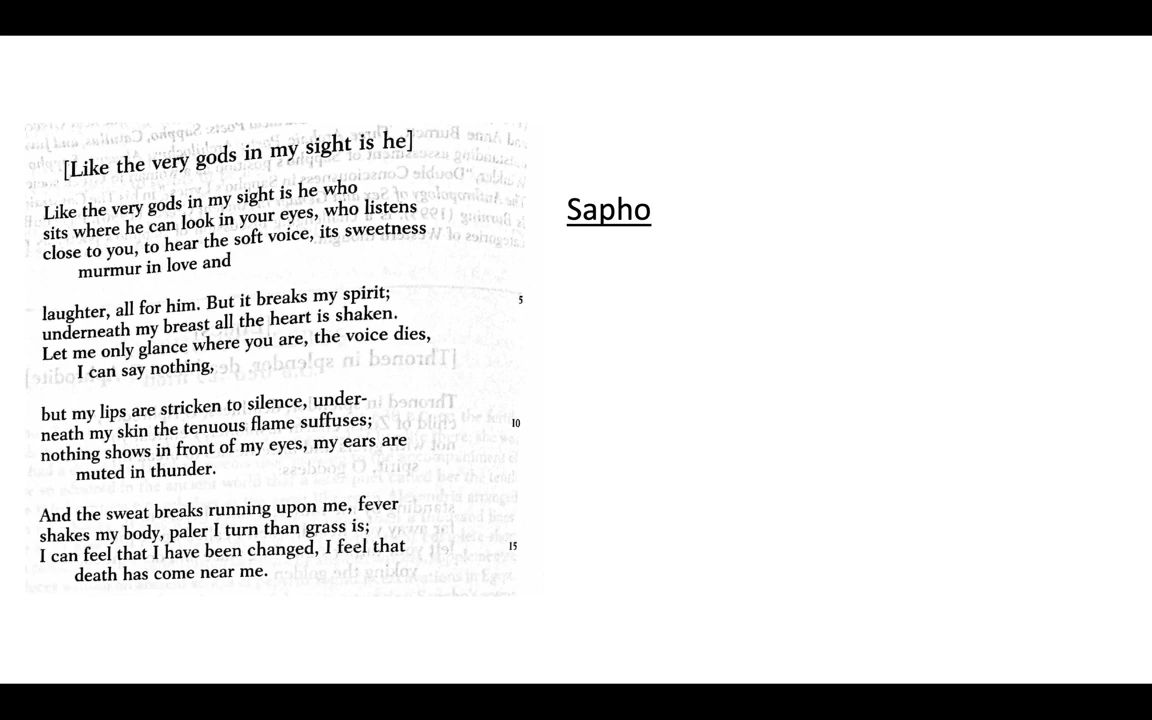 [Like the very gods in my sight is he]
Like the very gods in my sight is he who
sits where he can look in your eyes, who listens
close to you, to hear the soft voice, its sweetness
murmur in love and
laughter, all for him. But it breaks my spirit; 5
underneath my breast all the heart is shaken.
Let me only glance where you are, the voice dies,
I can say nothing,
but my lips are stricken to silence, under-
neath my skin the tenuous flame suffuses; 10
nothing shows in front of my eyes, my ears are
muted in thunder.
And the sweat breaks running upon me, fever
shakes my body, paler I turn than grass is;
I can feel that I have been changed, I feel that 15
death has come near me.
Sapho